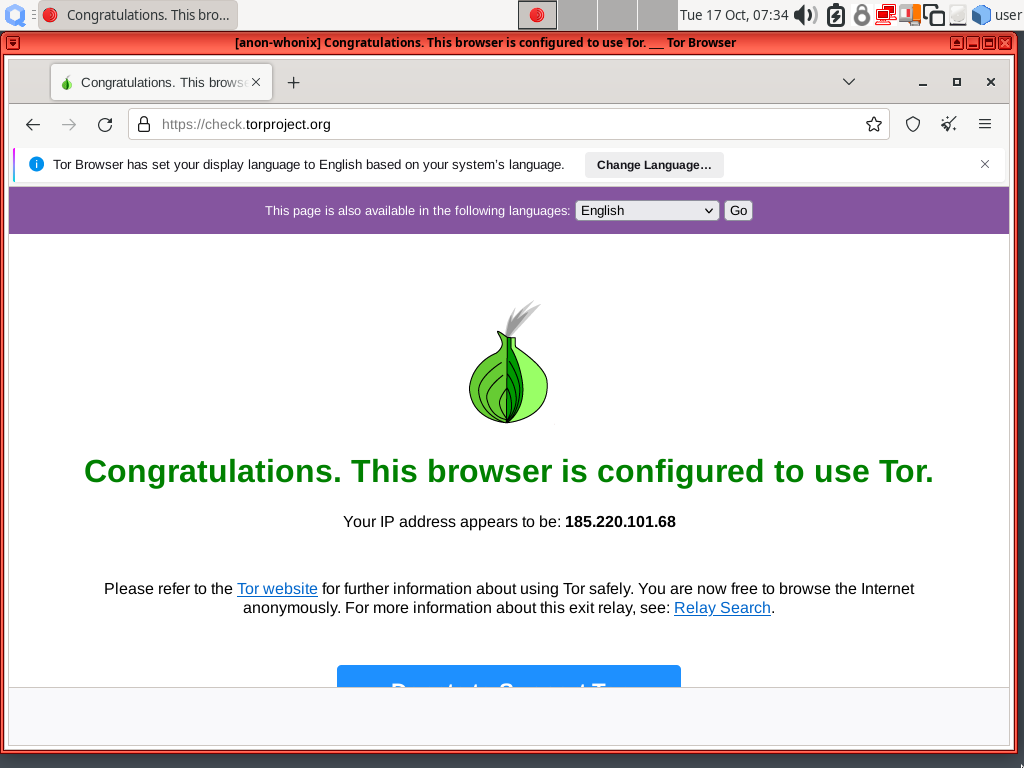 Congratulations. This bro...
Tue 17 Oct, 07:34
user
[anon-whonix] Congratulations. This browser is configured to use Tor. __ Tor Browser
Congratulations. This brows
https://check.torproject.org
Tor Browser has set your display language to English based on your system's language.
Change Language...
This page is also available in the following languages:
English
Go
Congratulations. This browser is configured to use Tor.
Your IP address appears to be: 185.220.101.68
Please refer to the Tor website for further information about using Tor safely. You are now free to browse the Internet
anonymously. For more information about this exit relay, see: Relay Search.